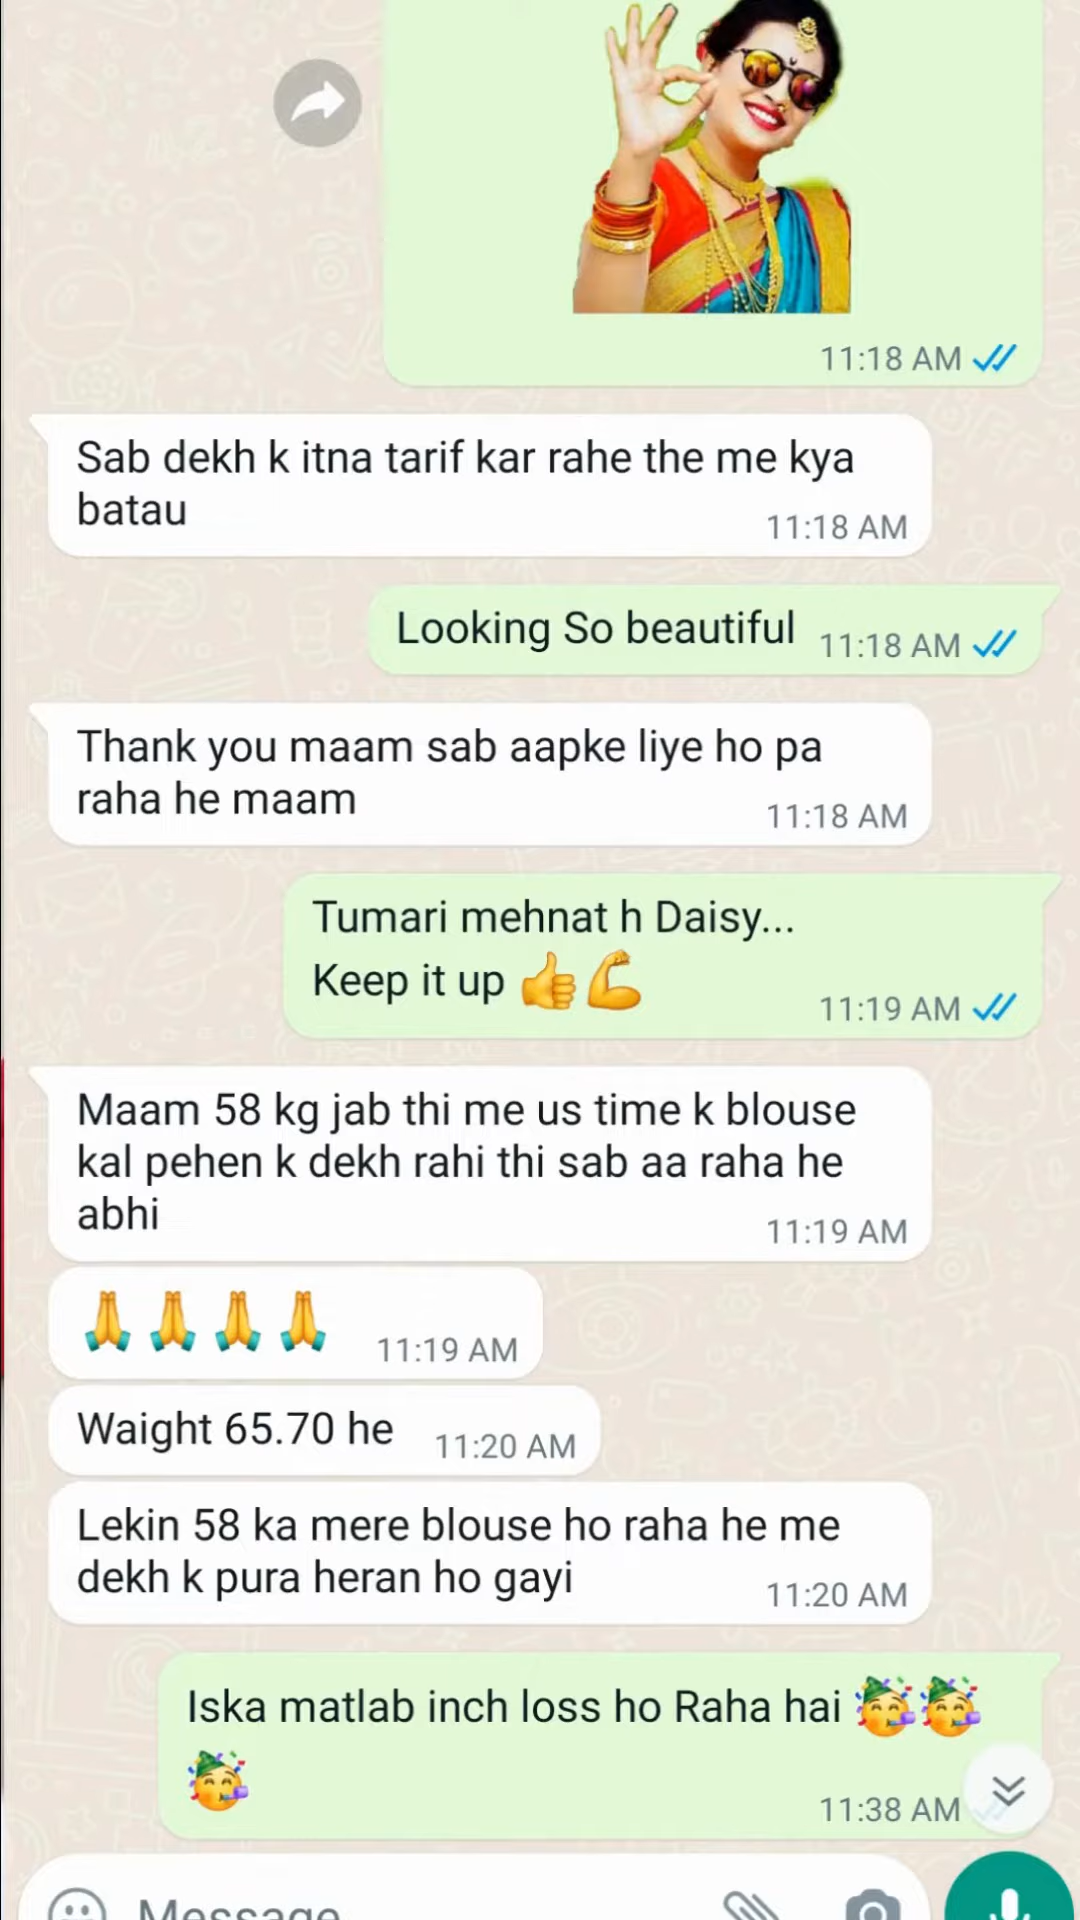 11:18 AM
Sab dekh k itna tarif kar rahe the me kya
batau
11:18 AM
Looking So beautiful
11:18 AM
Thank you maam sab aapke liye ho pa
raha he maam
11:18 AM
Tumari mehnat h Daisy...
Keep it up 👍💪
11:19 AM
Maam 58 kg jab thi me us time k blouse
kal pehen k dekh rahi thi sab aa raha he
abhi
11:19 AM
🙏 🙏 🙏 🙏
11:19 AM
Waight 65.70 he
11:20 AM
Lekin 58 ka mere blouse ho raha he me
dekh k pura heran ho gayi
11:20 AM
Iska matlab inch loss ho Raha hai 🥳🥳
🥳
11:38 AM
Message